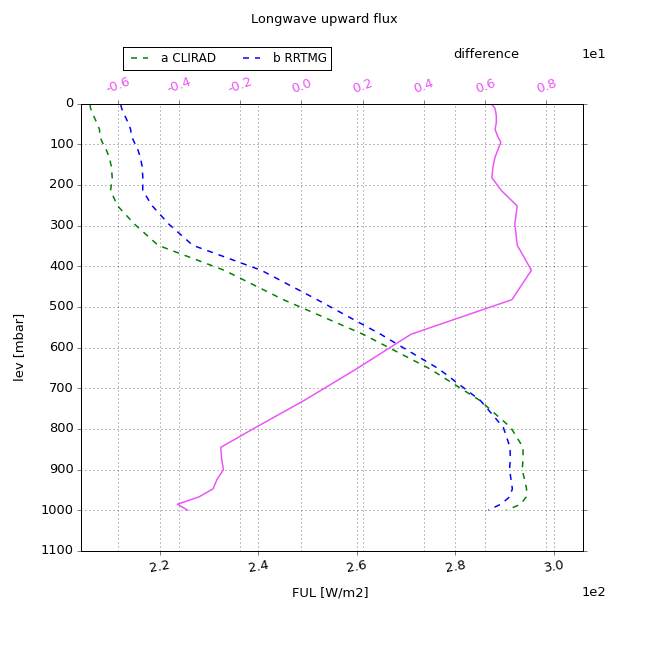 Longwave upward flux
a CLIRAD b RRTMG difference 1e1
-0.6 -0.4 -0.2 0.0 0.2 0.4 0.6 0.8
0
100
200
300
400
500
600
700
800
900
1000
1100
lev [mbar]
2.2 2.4 2.6 2.8 3.0
FUL [W/m2] 1e2